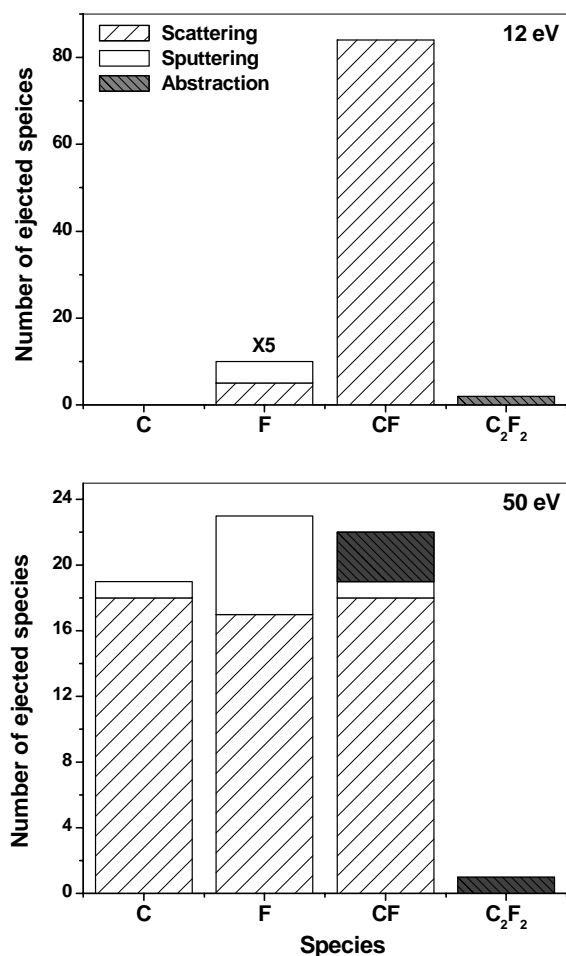 12 eV
Scattering
Sputtering
Abstraction
Number of ejected speices
80
60
40
20
0
X5
C F CF C₂F₂
50 eV
Number of ejected species
24
20
16
12
8
4
0
C F CF C₂F₂
Species